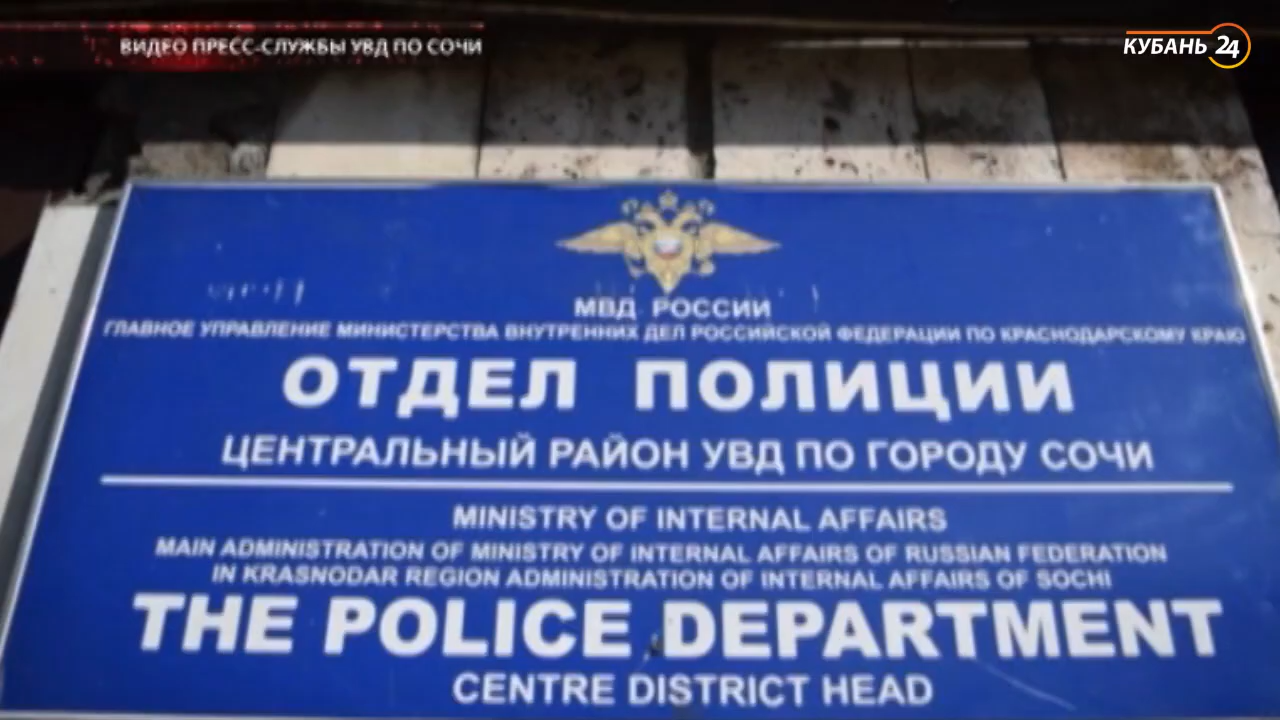 ВИДЕО ПРЕСС-СЛУЖБЫ УВД ПО СОЧИ
КУБАНЬ 24
МВД РОССИИ
ГЛАВНОЕ УПРАВЛЕНИЕ МИНИСТЕРСТВА ВНУТРЕННИХ ДЕЛ РОССИЙСКОЙ ФЕДЕРАЦИИ ПО КРАСНОДАРСКОМУ КРАЮ
ОТДЕЛ ПОЛИЦИИ
ЦЕНТРАЛЬНЫЙ РАЙОН УВД ПО ГОРОДУ СОЧИ
MINISTRY OF INTERNAL AFFAIRS
MAIN ADMINISTRATION OF MINISTRY OF INTERNAL AFFAIRS OF RUSSIAN FEDERATION
IN KRASNODAR REGION ADMINISTRATION OF INTERNAL AFFAIRS OF SOCHI
THE POLICE DEPARTMENT
CENTRE DISTRICT HEAD